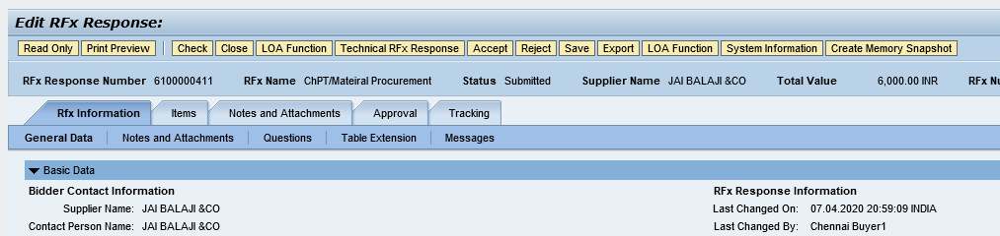 Edit RFx Response:
Read Only Print Preview Check Close LOA Function Technical RFx Response Accept Reject Save Export LOA Function System Information Create Memory Snapshot
RFx Response Number 6100000411 RFx Name ChPT/Mateiral Procurement Status Submitted Supplier Name JAI BALAJI &CO Total Value 6,000.00 INR RFx
Rfx Information Items Notes and Attachments Approval Tracking
General Data Notes and Attachments Questions Table Extension Messages
Basic Data
Bidder Contact Information RFx Response Information
Supplier Name: JAI BALAJI &CO Last Changed On: 07.04.2020 20:59:09 INDIA
Contact Person Name: JAI BALAJI &CO Last Changed By: Chennai Buyer1